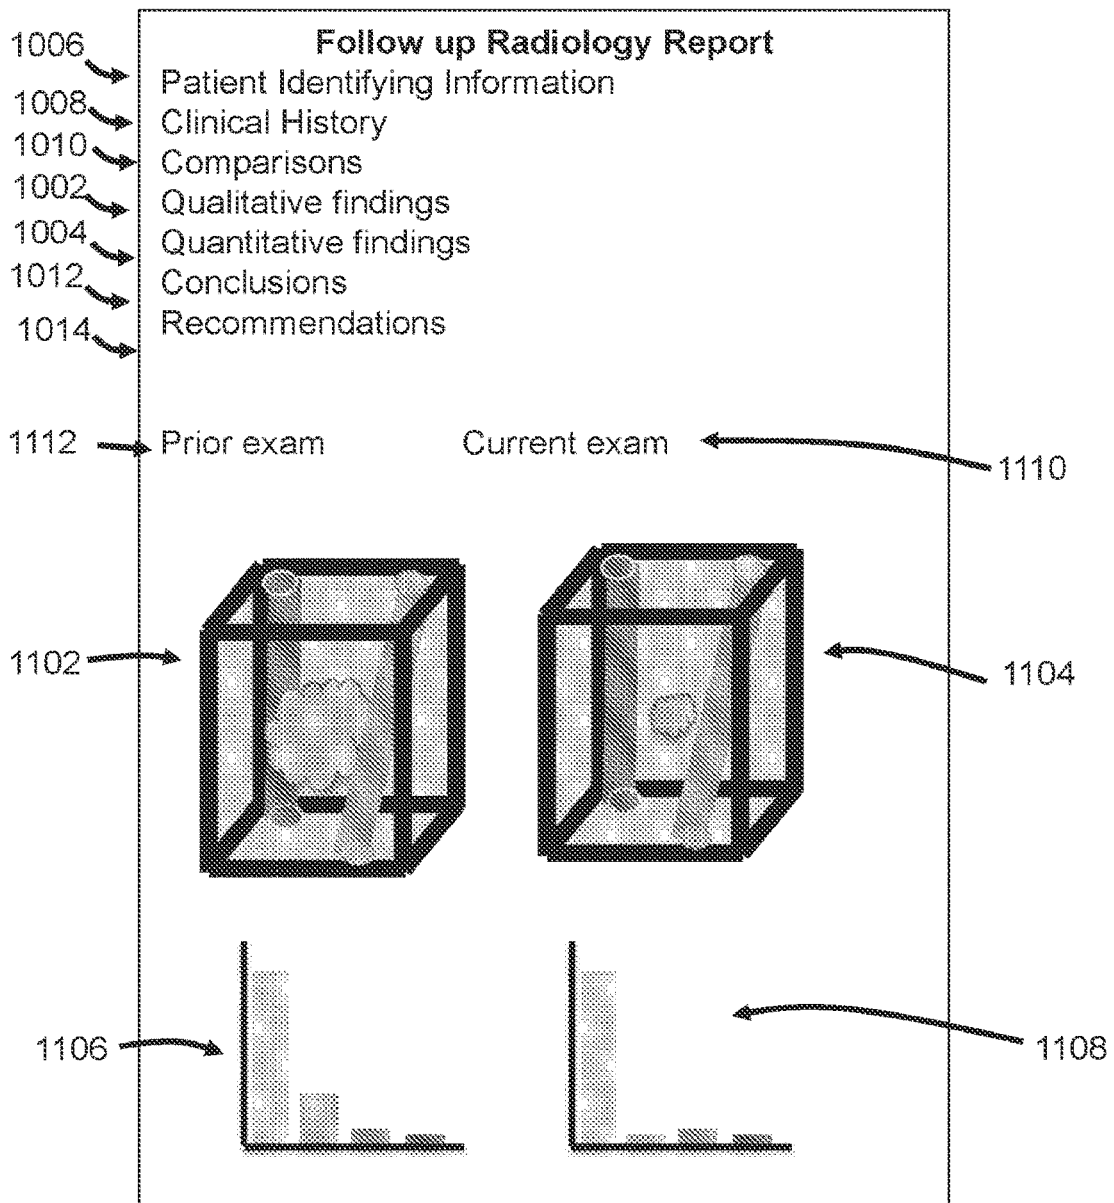 Follow up Radiology Report
1006 Patient Identifying Information
1008 Clinical History
1010 Comparisons
1002 Qualitative findings
1004 Quantitative findings
1012 Conclusions
1014 Recommendations
1112 Prior exam Current exam 1110
1102 1104
1106 1108